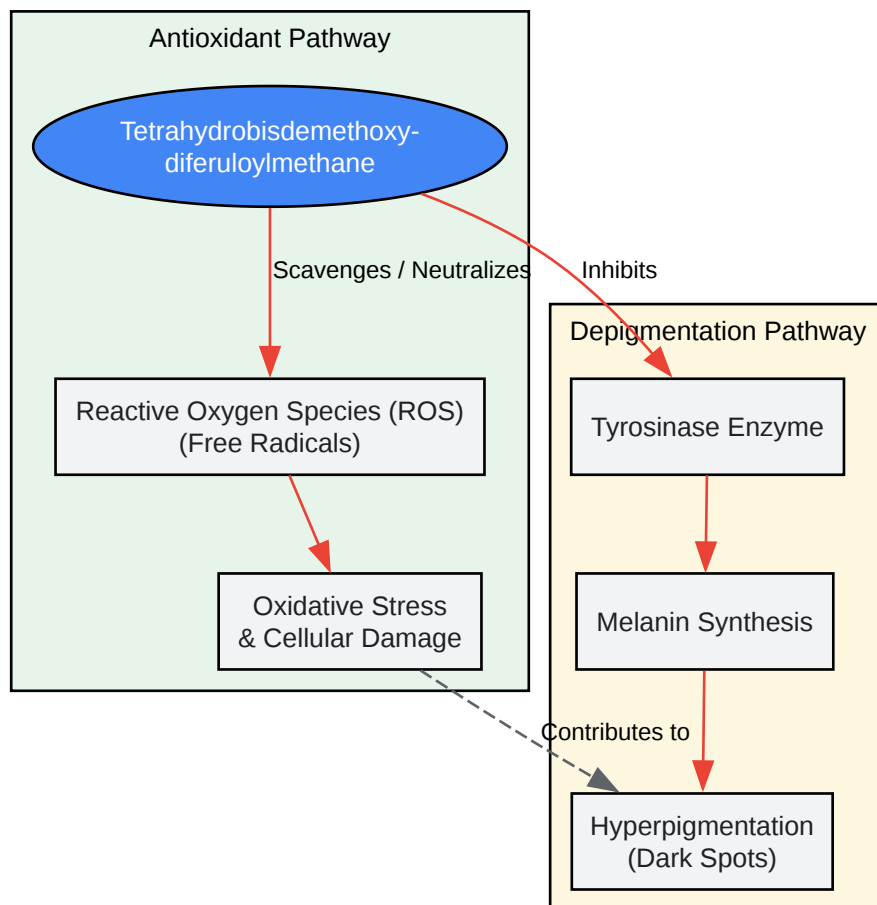 Antioxidant Pathway
Tetrahydrobisdemethoxy-
diferuloylmethane
Scavenges / Neutralizes
Inhibits
Depigmentation Pathway
Reactive Oxygen Species (ROS)
(Free Radicals)
Tyrosinase Enzyme
Oxidative Stress
& Cellular Damage
Melanin Synthesis
Contributes to
Hyperpigmentation
(Dark Spots)